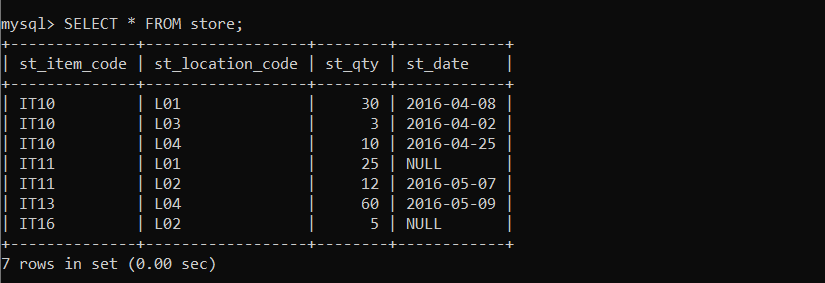 mysql> SELECT * FROM store;
+--------------+------------------+--------+------------+
| st_item_code | st_location_code | st_qty | st_date    |
+--------------+------------------+--------+------------+
| IT10         | L01              |     30 | 2016-04-08 |
| IT10         | L03              |      3 | 2016-04-02 |
| IT10         | L04              |     10 | 2016-04-25 |
| IT11         | L01              |     25 | NULL       |
| IT11         | L02              |     12 | 2016-05-07 |
| IT13         | L04              |     60 | 2016-05-09 |
| IT16         | L02              |      5 | NULL       |
+--------------+------------------+--------+------------+
7 rows in set (0.00 sec)